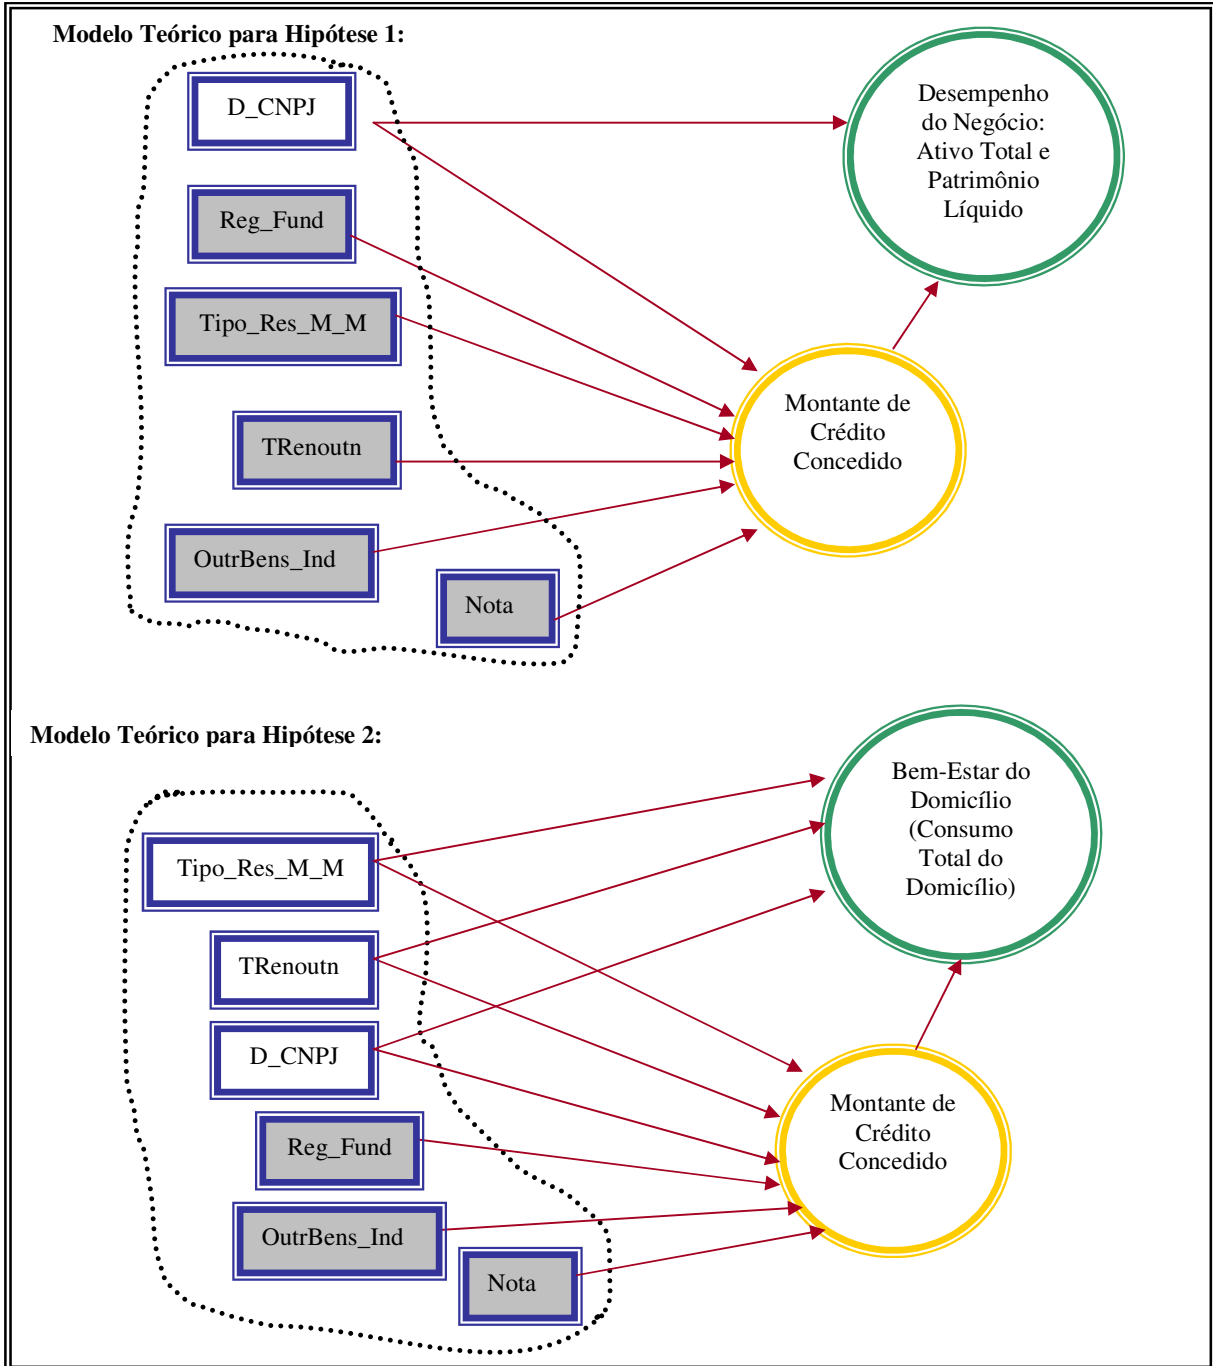 Modelo Teórico para Hipótese 1:
D_CNPJ
Reg_Fund
Tipo_Res_M_M
TRenoutn
OutrBens_Ind
Nota
Desempenho
do Negócio:
Ativo Total e
Patrimônio
Líquido
Montante de
Crédito
Concedido
Modelo Teórico para Hipótese 2:
Tipo_Res_M_M
TRenoutn
D_CNPJ
Reg_Fund
OutrBens_Ind
Nota
Bem-Estar do
Domicílio
(Consumo
Total do
Domicílio)
Montante de
Crédito
Concedido